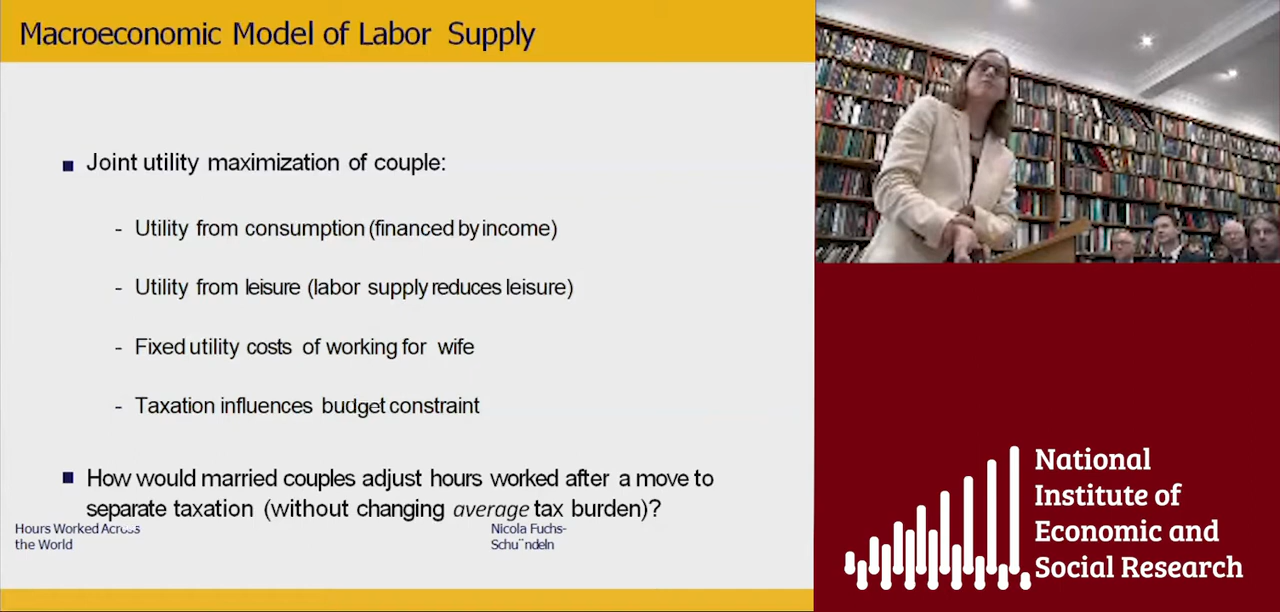 Macroeconomic Model of Labor Supply
Joint utility maximization of couple:
- Utility from consumption (financed by income)
- Utility from leisure (labor supply reduces leisure)
- Fixed utility costs of working for wife
- Taxation influences budget constraint
How would married couples adjust hours worked after a move to
separate taxation (without changing average tax burden)?
Hours Worked Across
the World
Nicola Fuchs-
Schu¨ndeln
National
Institute of
Economic and
Social Research